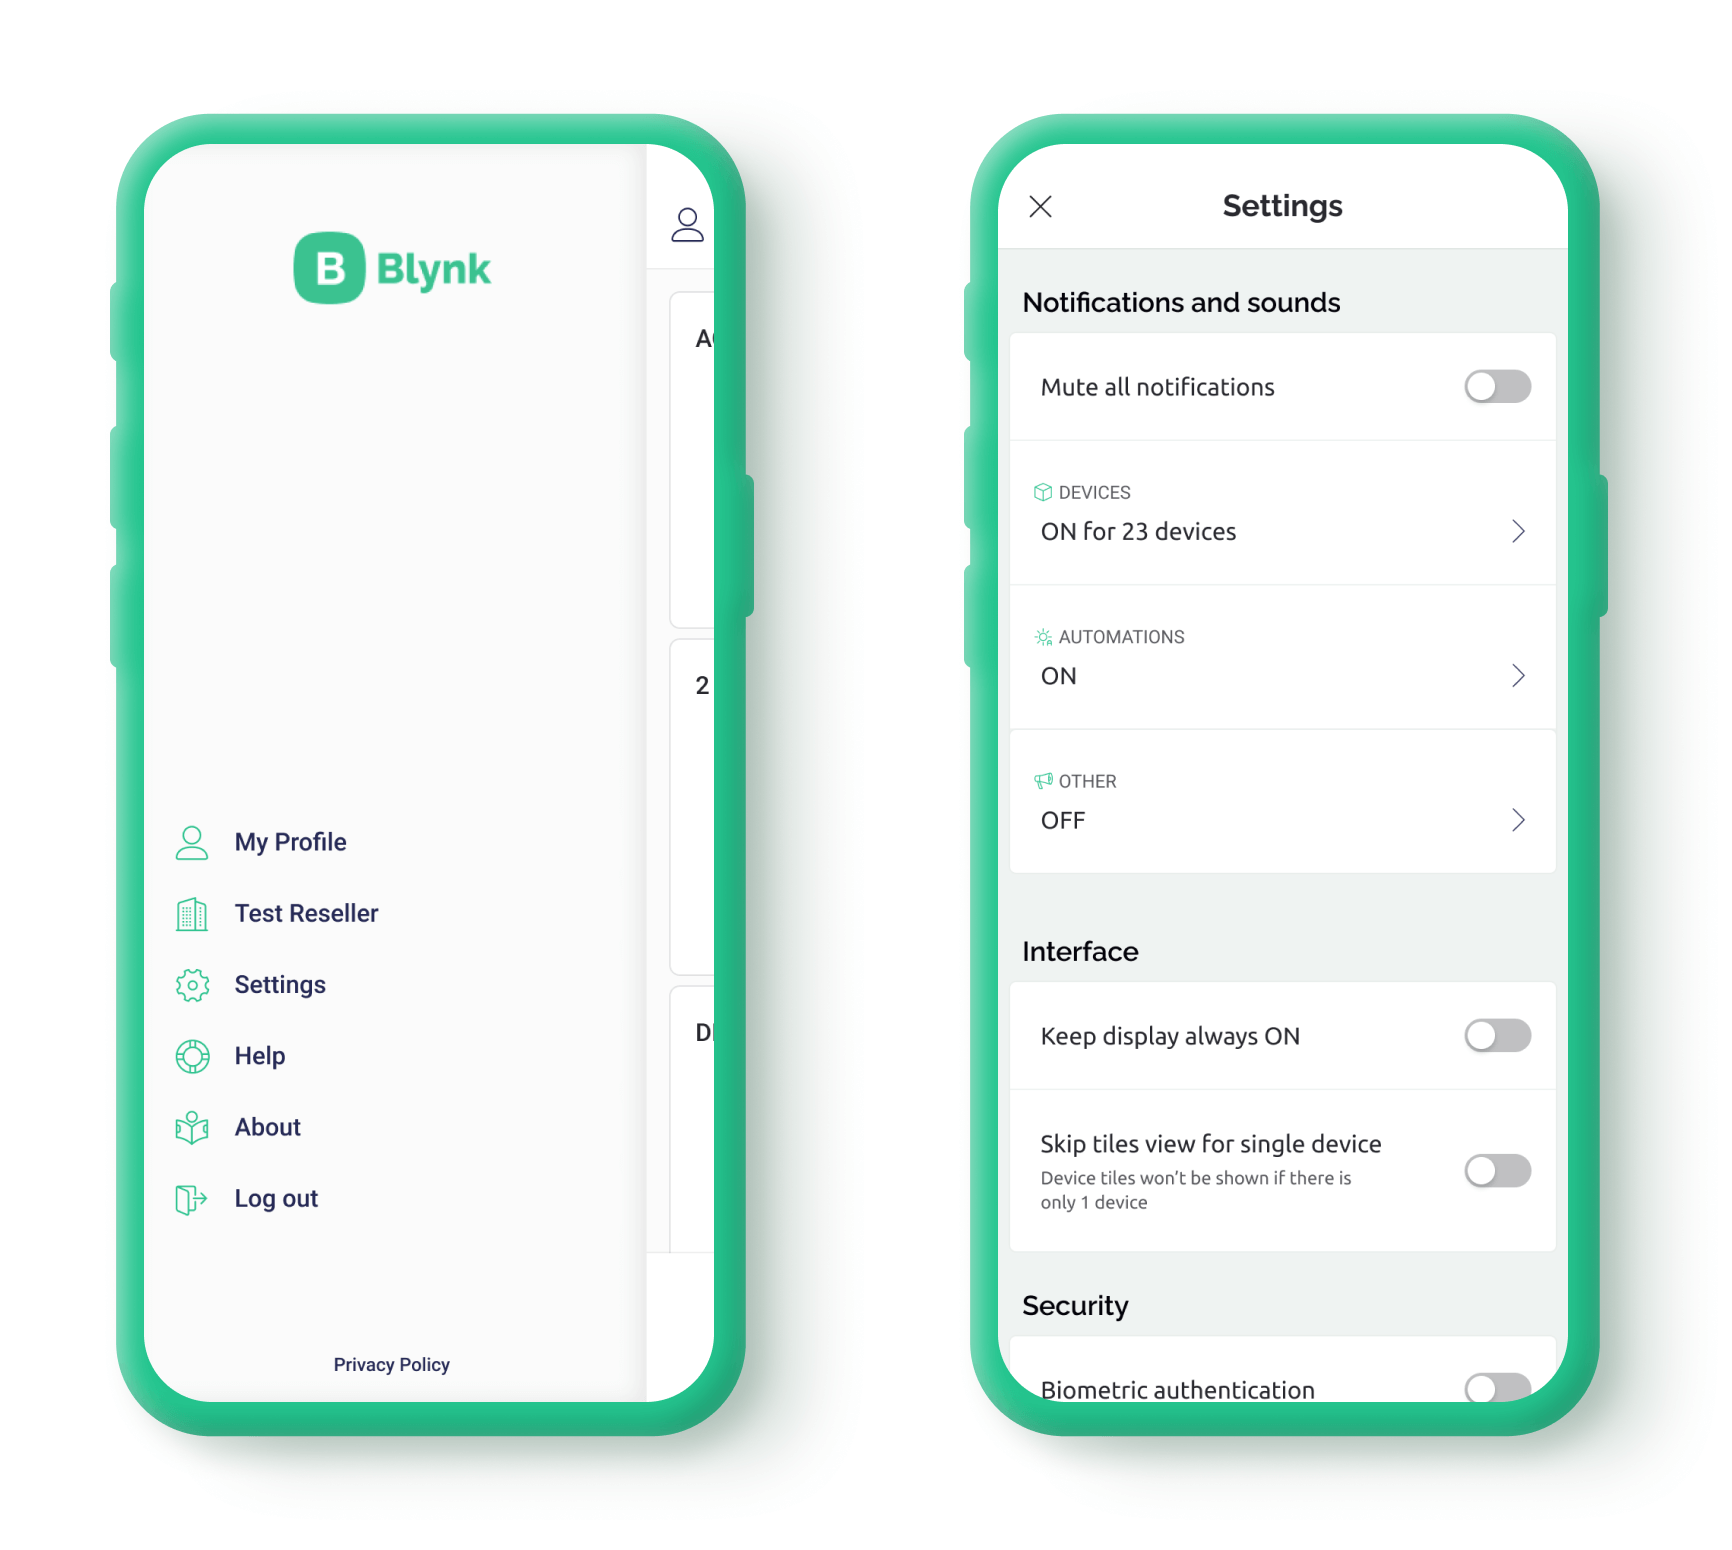 B Blynk
2
My Profile
Test Reseller
Settings
Help
About
Log out
Privacy Policy
Settings
Notifications and sounds
Mute all notifications
DEVICES
ON for 23 devices
AUTOMATIONS
ON
OTHER
OFF
Interface
Keep display always ON
Skip tiles view for single device
Device tiles won't be shown if there is
only 1 device
Security
Biometric authentication